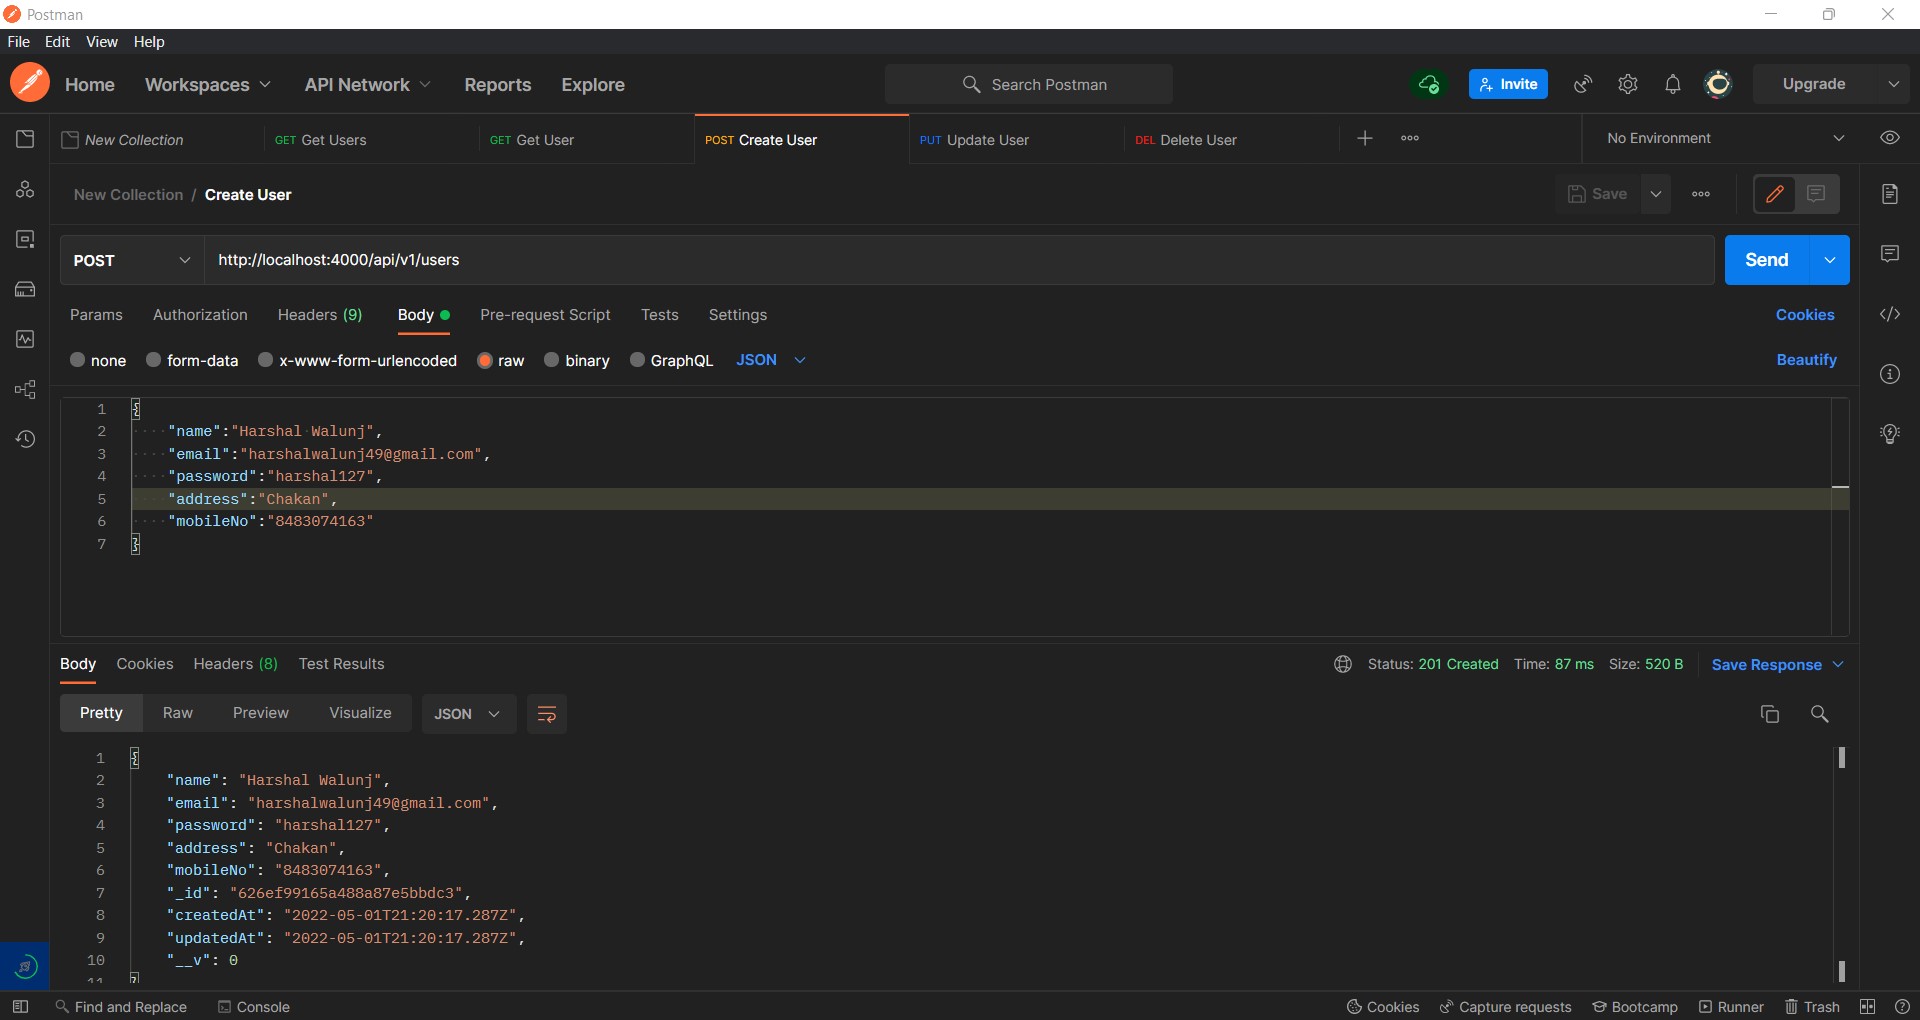 Postman
File Edit View Help
Home Workspaces API Network Reports Explore Search Postman Invite Upgrade
New Collection GET Get Users GET Get User POST Create User PUT Update User DEL Delete User No Environment
New Collection / Create User Save
POST http://localhost:4000/api/v1/users Send
Params Authorization Headers (9) Body Pre-request Script Tests Settings Cookies
none form-data x-www-form-urlencoded raw binary GraphQL JSON Beautify
1 {
2 "name":"Harshal Walunj",
3 "email":"harshalwalunj49@gmail.com",
4 "password":"harshal127",
5 "address":"Chakan",
6 "mobileNo":"8483074163"
7 }
Body Cookies Headers (8) Test Results Status: 201 Created Time: 87 ms Size: 520 B Save Response
Pretty Raw Preview Visualize JSON
1 {
2 "name": "Harshal Walunj",
3 "email": "harshalwalunj49@gmail.com",
4 "password": "harshal127",
5 "address": "Chakan",
6 "mobileNo": "8483074163",
7 "_id": "626ef99165a488a87e5bbdc3",
8 "createdAt": "2022-05-01T21:20:17.287Z",
9 "updatedAt": "2022-05-01T21:20:17.287Z",
10 "__v": 0
11 }
Find and Replace Console Cookies Capture requests Bootcamp Runner Trash